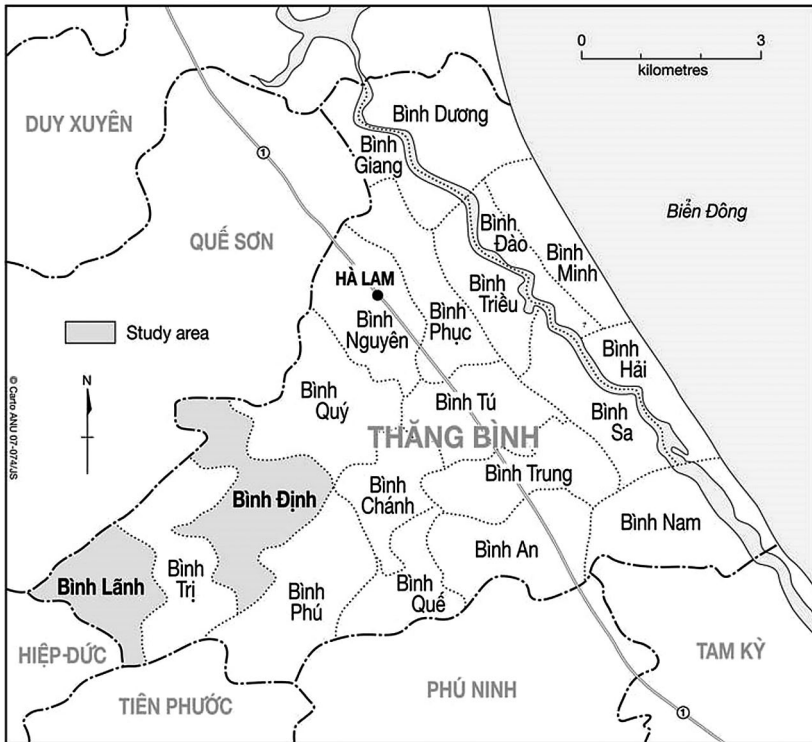 0 3
kilometres
DUY XUYÊN
Bình Dương
Bình
Giang
1
Biển Đông
QUẾ SƠN
Bình
Đào
Bình
Minh
HÀ LAM
Bình
Triều
Bình
Nguyên
Bình
Phục
?
Study area
Bình
Hải
N
Bình
Quý
Bình Tú
Bình
Sa
THĂNG BÌNH
© Carto ANU 07-074/JS
Bình Trung
Bình
Chánh
Bình Định
Bình Nam
Bình An
Bình Lãnh
Bình
Trị
Bình
Phú
Bình
Quế
HIỆP-ĐỨC
TAM KỲ
TIÊN PHƯỚC
PHÚ NINH
1